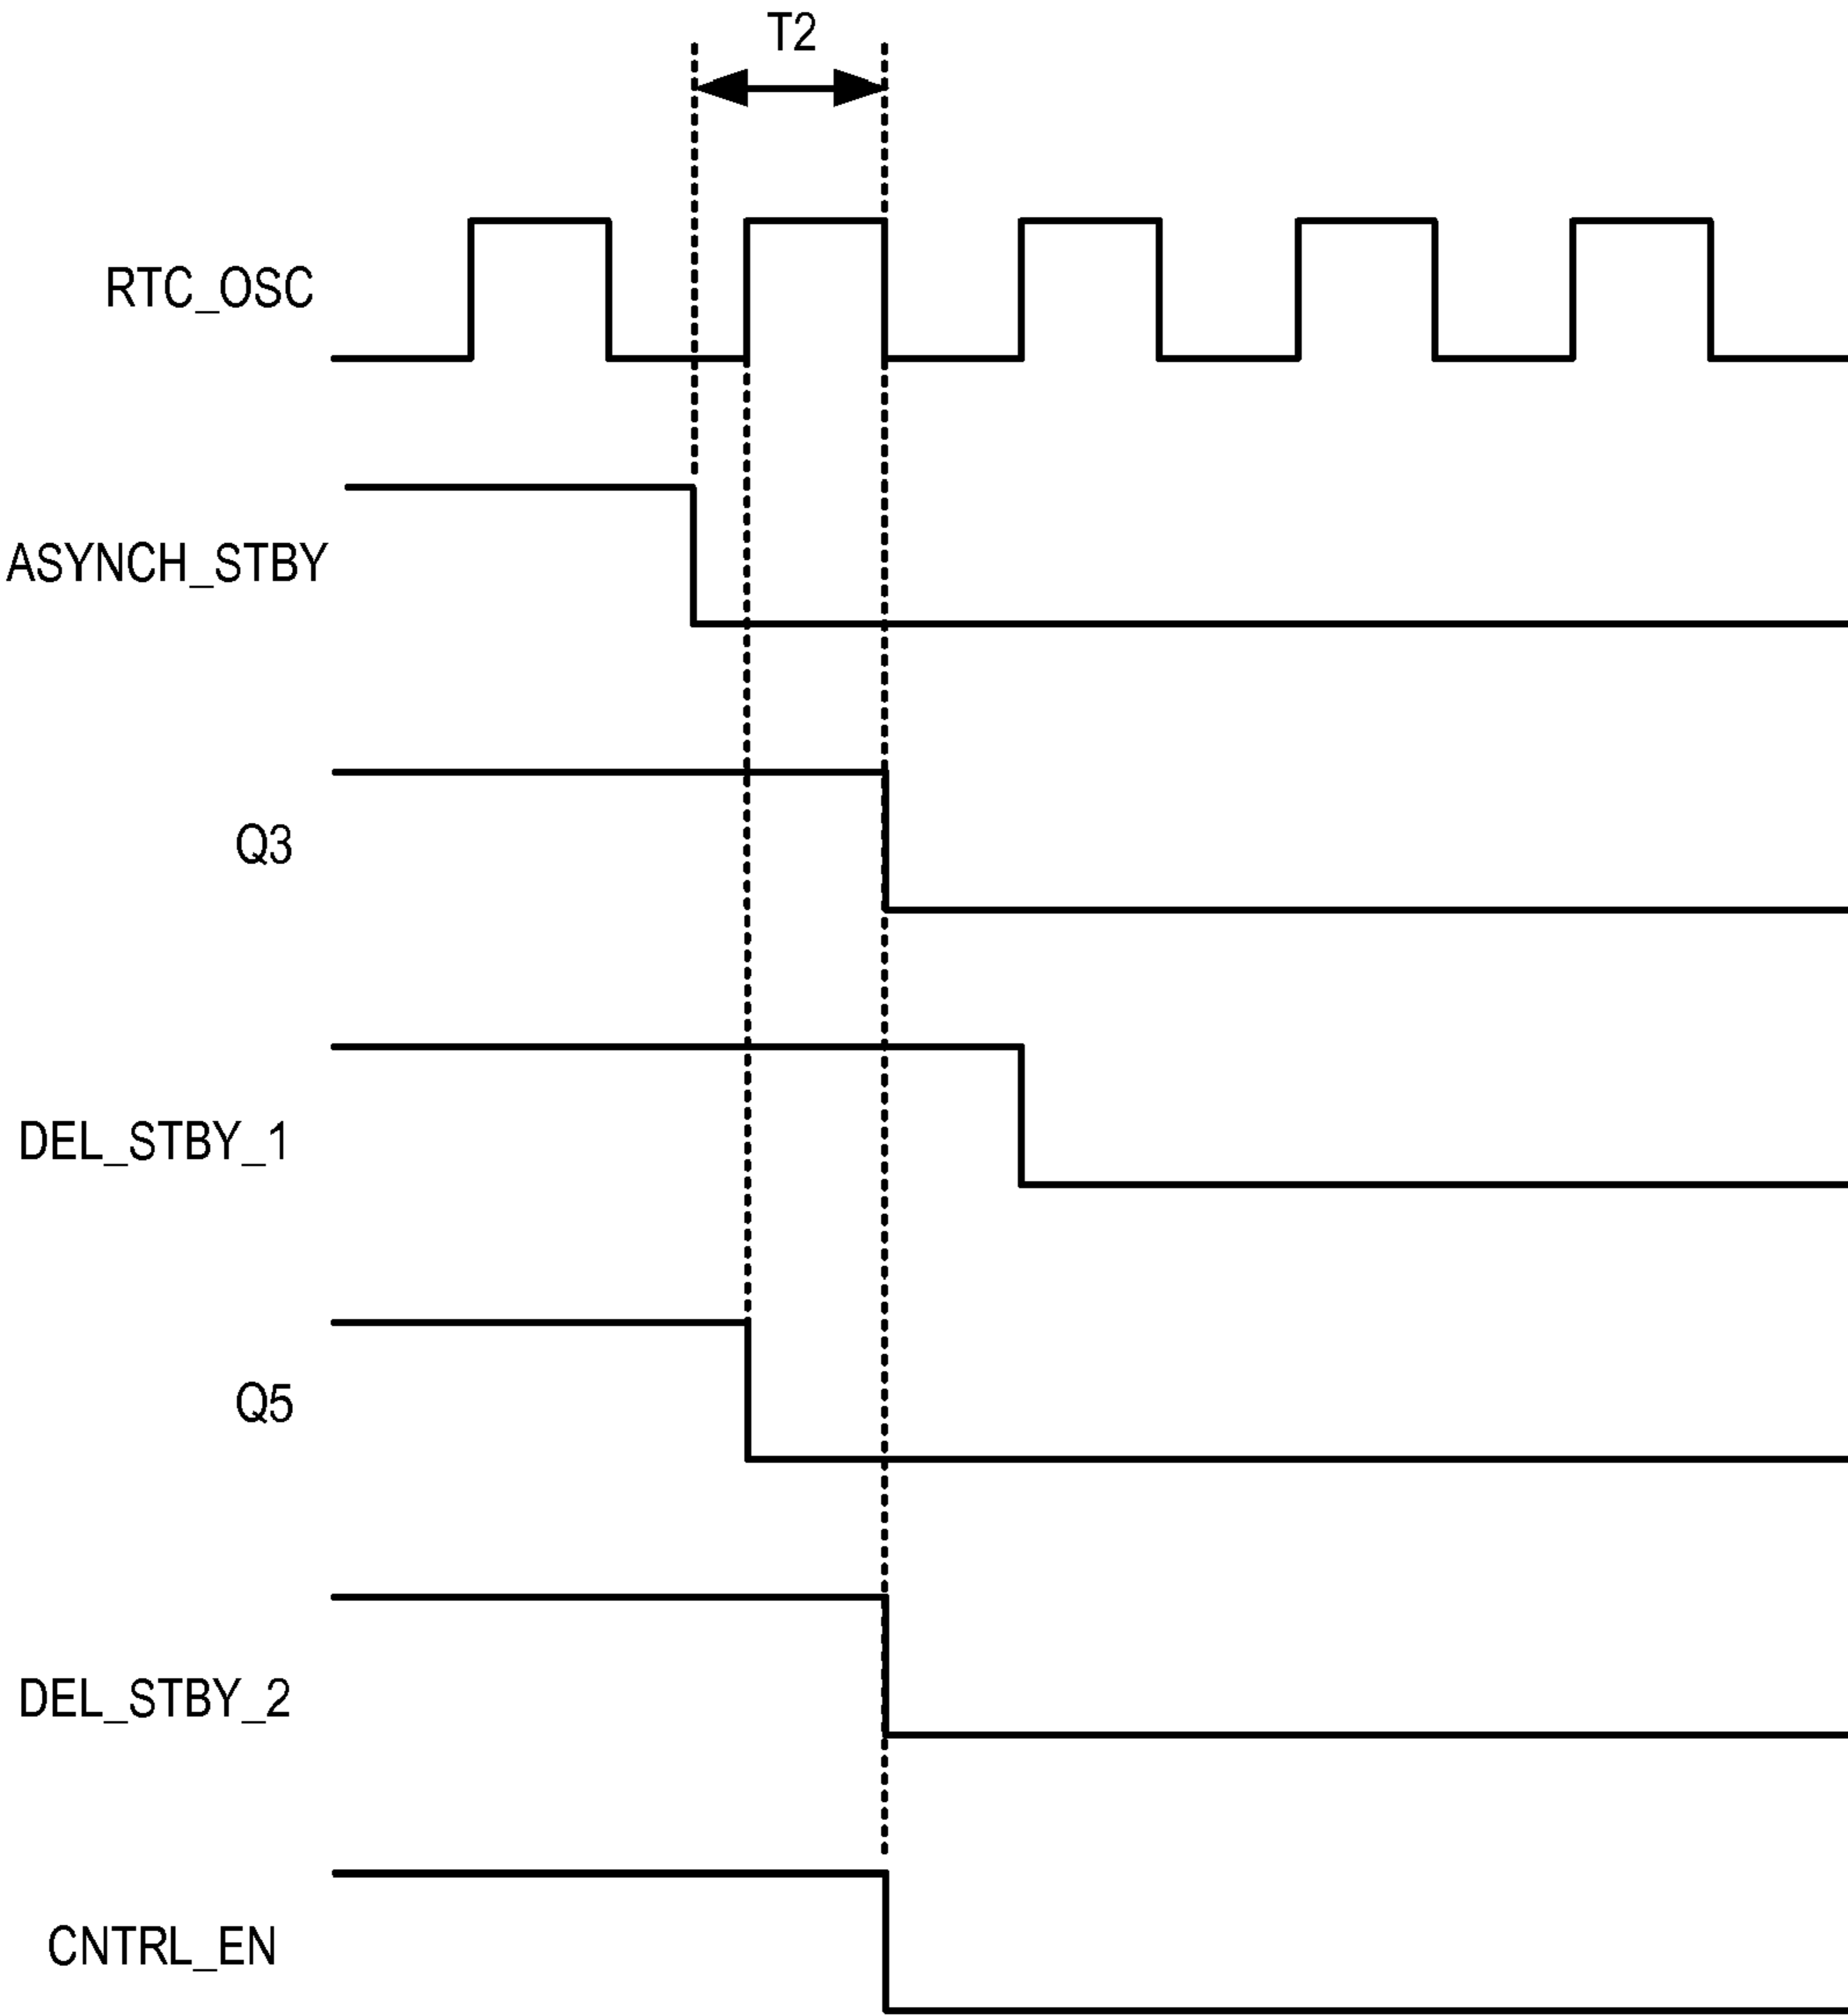 T2
RTC_OSC
ASYNCH_STBY
Q3
DEL_STBY_1
Q5
DEL_STBY_2
CNTRL_EN